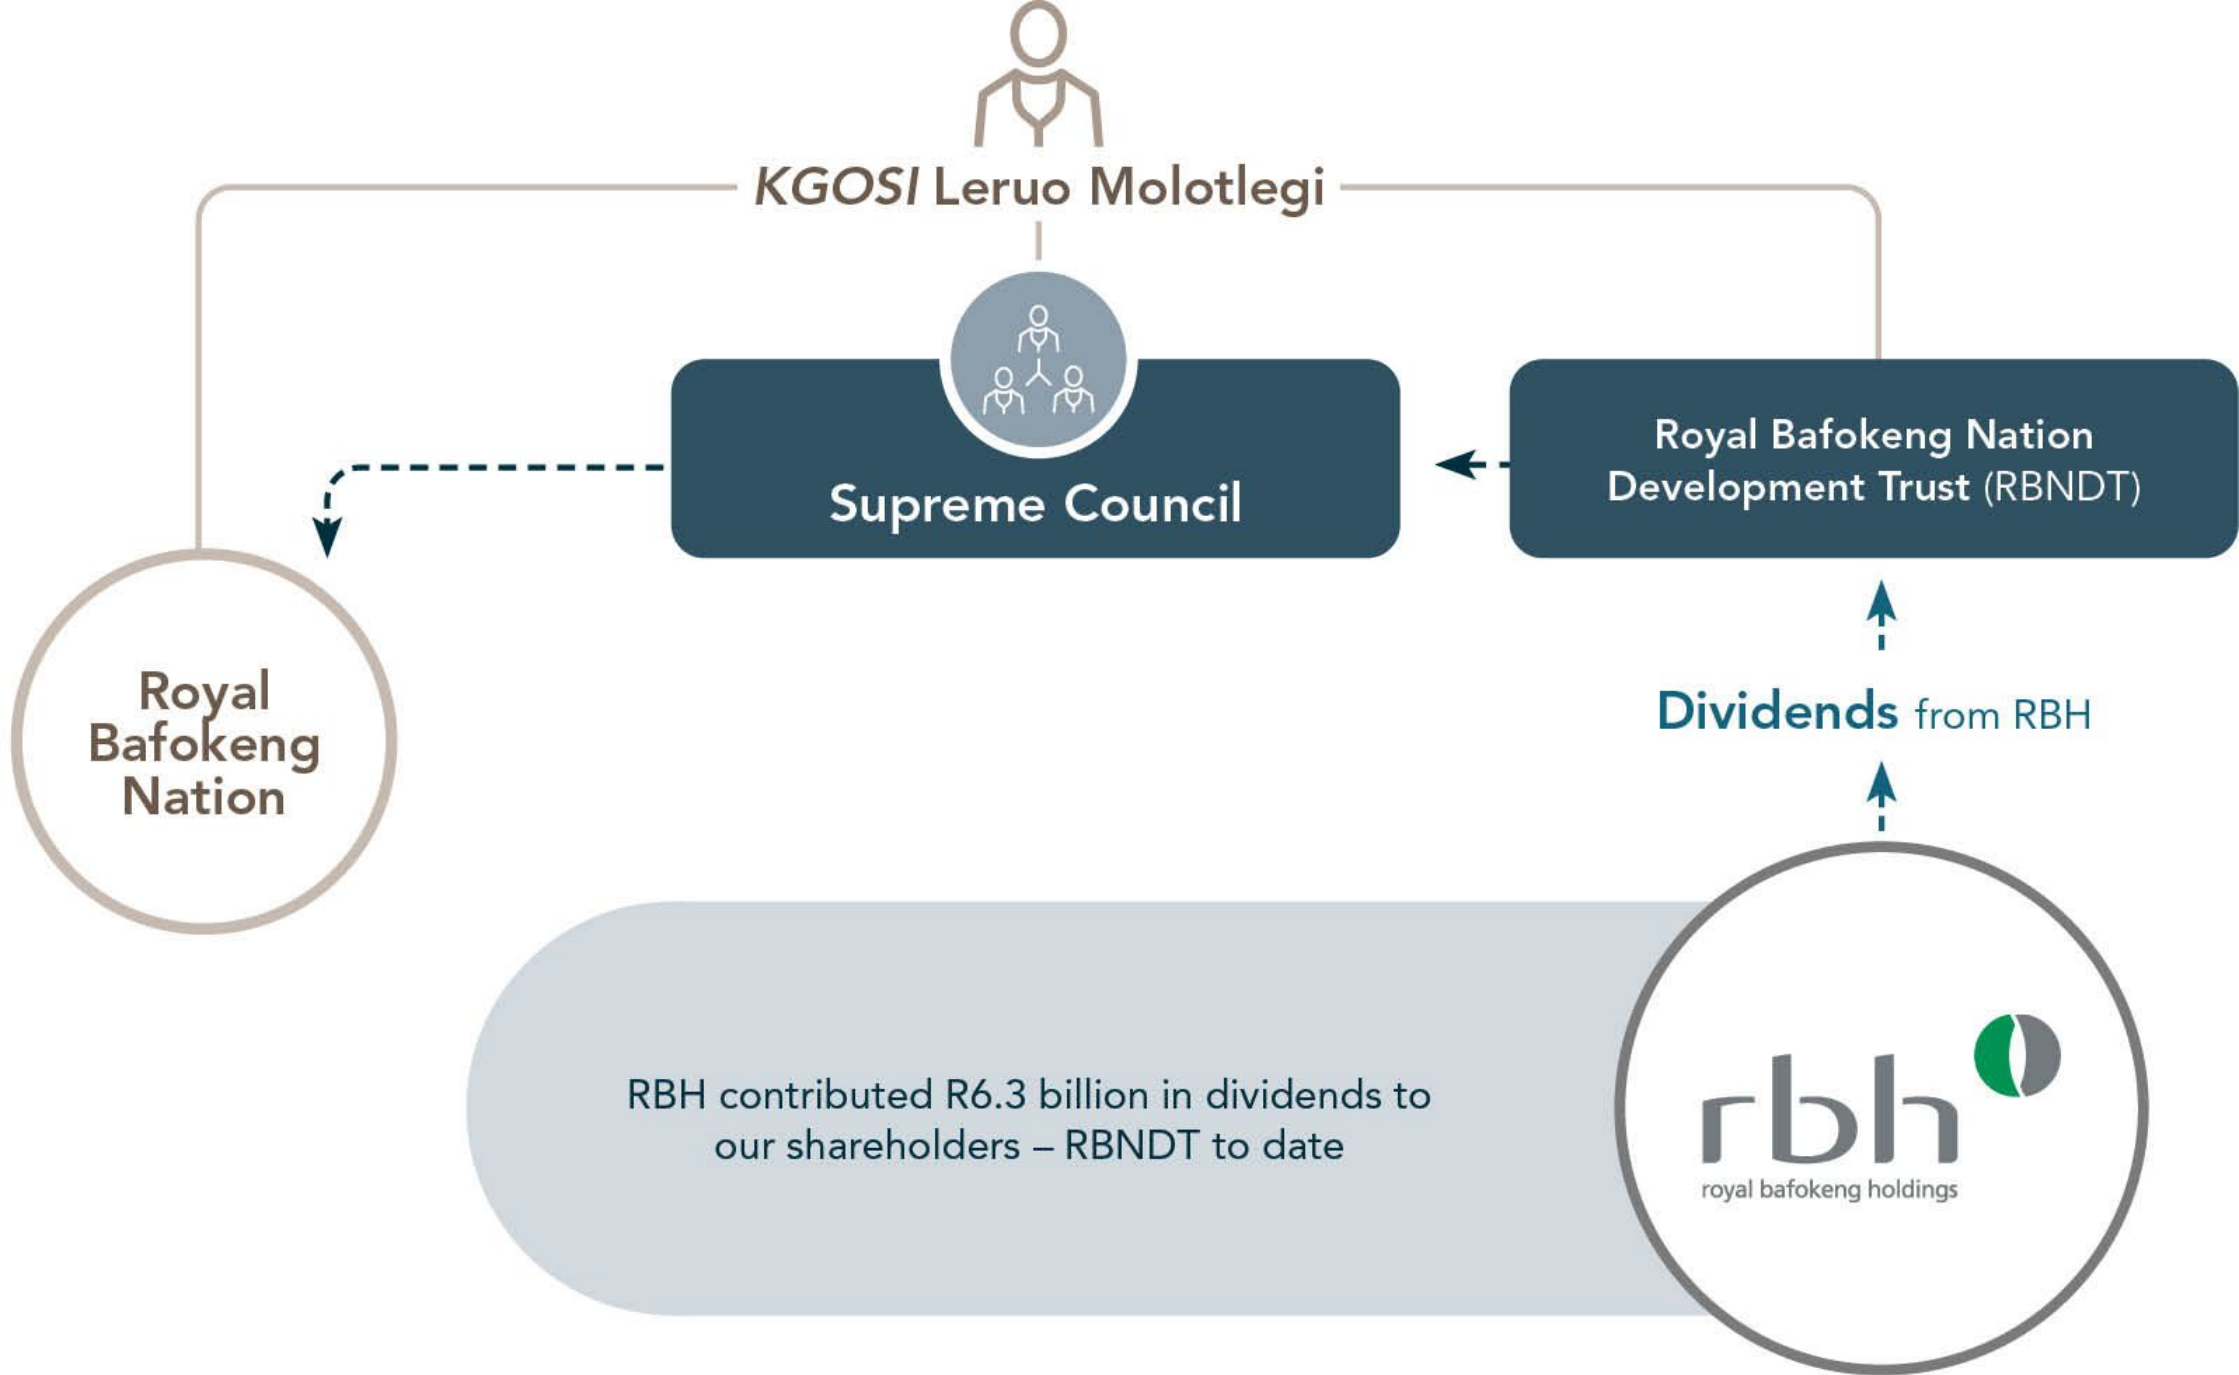 KGOSI Leruo Molotlegi
Supreme Council
Royal Bafokeng Nation
Development Trust (RBNDT)
Royal
Bafokeng
Nation
Dividends from RBH
RBH contributed R6.3 billion in dividends to
our shareholders – RBNDT to date
rbh
royal bafokeng holdings